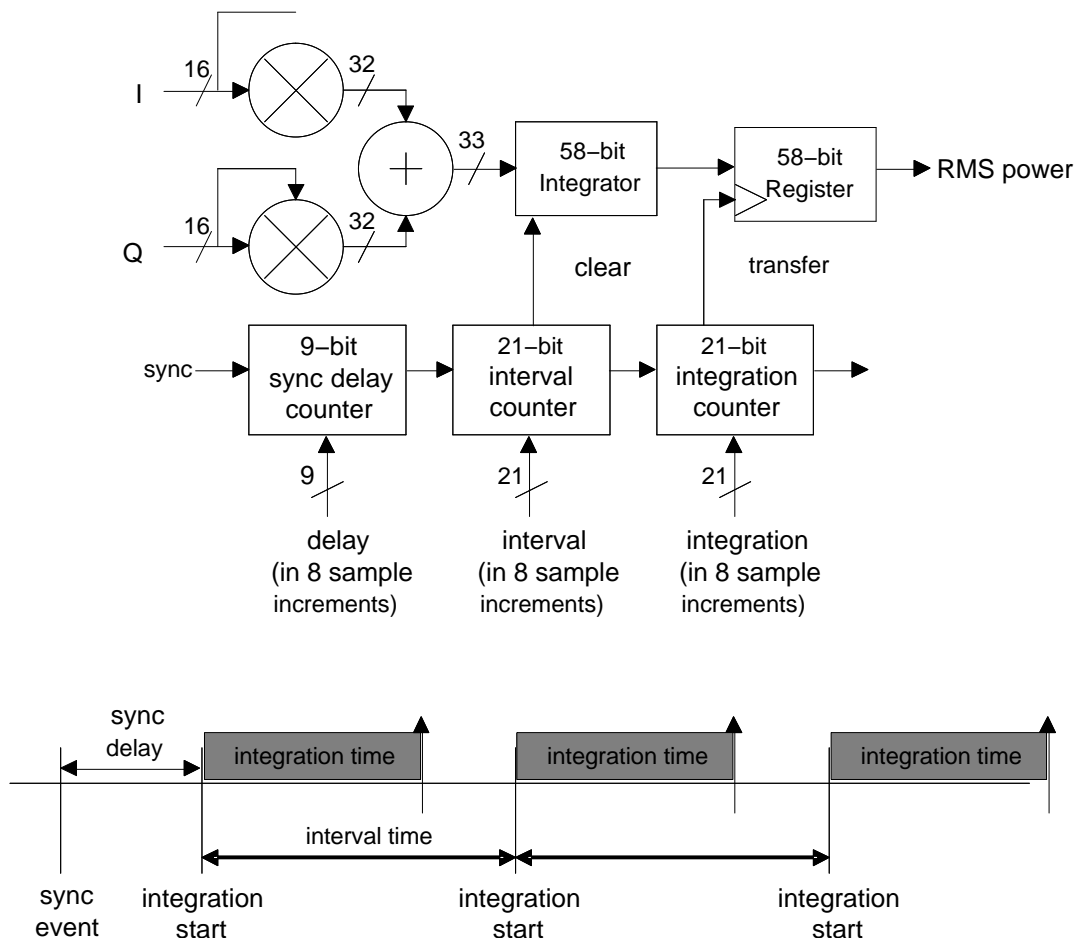 I
16
32
33
58−bit
Integrator
58−bit
Register
RMS power
Q
16
32
clear
transfer
sync
9−bit
sync delay
counter
21−bit
interval
counter
21−bit
integration
counter
9
21
21
delay
(in 8 sample
increments)
interval
(in 8 sample
increments)
integration
(in 8 sample
increments)
sync
delay
integration time
integration time
integration time
interval time
sync
event
integration
start
integration
start
integration
start